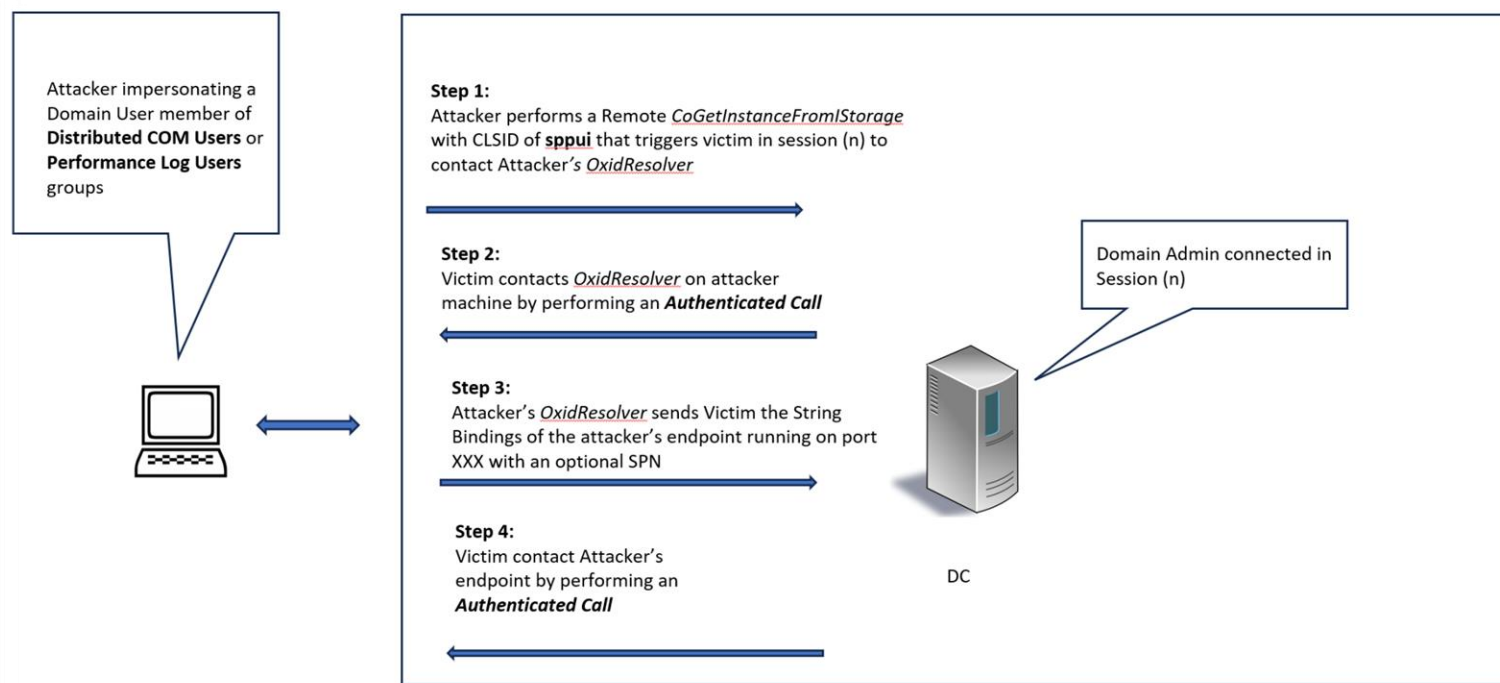 Attacker impersonating a
Domain User member of
Distributed COM Users or
Performance Log Users
groups
Step 1:
Attacker performs a Remote CoGetInstanceFromIStorage
with CLSID of sppui that triggers victim in session (n) to
contact Attacker's OxidResolver
Step 2:
Victim contacts OxidResolver on attacker
machine by performing an Authenticated Call
Domain Admin connected in
Session (n)
Step 3:
Attacker's OxidResolver sends Victim the String
Bindings of the attacker's endpoint running on port
XXX with an optional SPN
Step 4:
Victim contact Attacker's
endpoint by performing an
Authenticated Call
DC